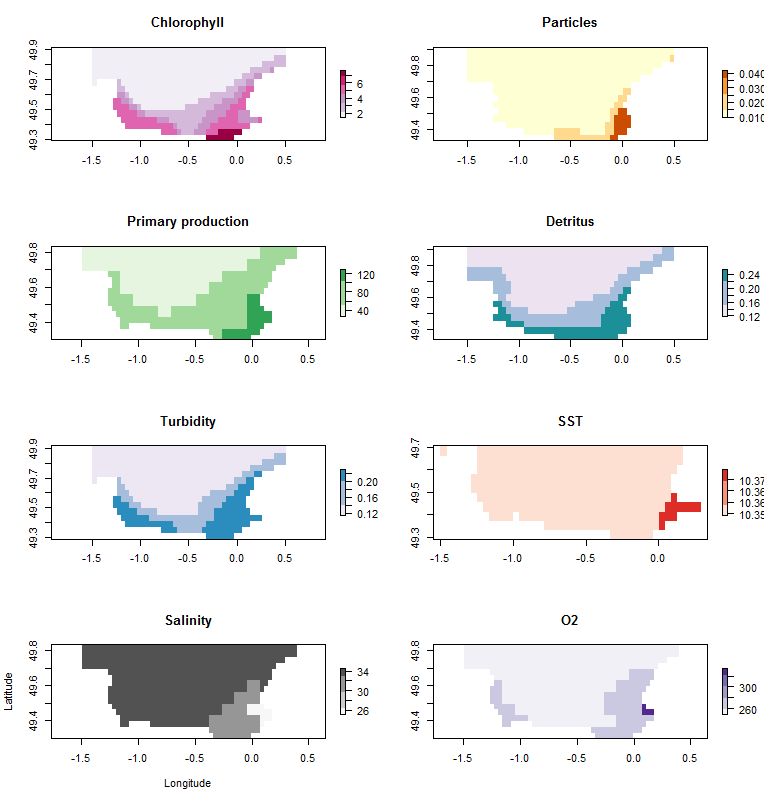 Chlorophyll
49.3 49.5 49.7 49.9
-1.5 -1.0 -0.5 0.0 0.5
6
4
2
Particles
49.4 49.6 49.8
-1.5 -1.0 -0.5 0.0 0.5
0.040
0.030
0.020
0.010
Primary production
49.4 49.6 49.8
-1.5 -1.0 -0.5 0.0 0.5
120
80
40
Detritus
49.4 49.6 49.8
-1.5 -1.0 -0.5 0.0 0.5
0.24
0.20
0.16
0.12
Turbidity
49.3 49.5 49.7 49.9
-1.5 -1.0 -0.5 0.0 0.5
0.20
0.16
0.12
SST
49.3 49.5 49.7
-1.5 -1.0 -0.5 0.0
10.37
10.36
10.36
10.35
Salinity
49.4 49.6 49.8
-1.5 -1.0 -0.5 0.0 0.5
34
30
26
Latitude
Longitude
O2
49.4 49.6 49.8
-1.5 -1.0 -0.5 0.0 0.5
300
260